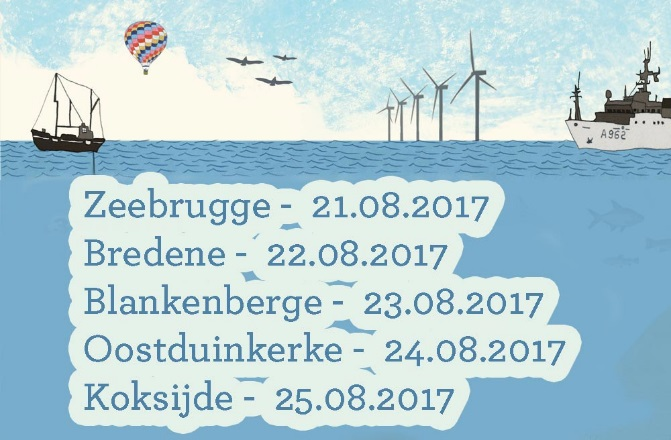 A962
Zeebrugge - 21.08.2017
Bredene - 22.08.2017
Blankenberge - 23.08.2017
Oostduinkerke - 24.08.2017
Koksijde - 25.08.2017